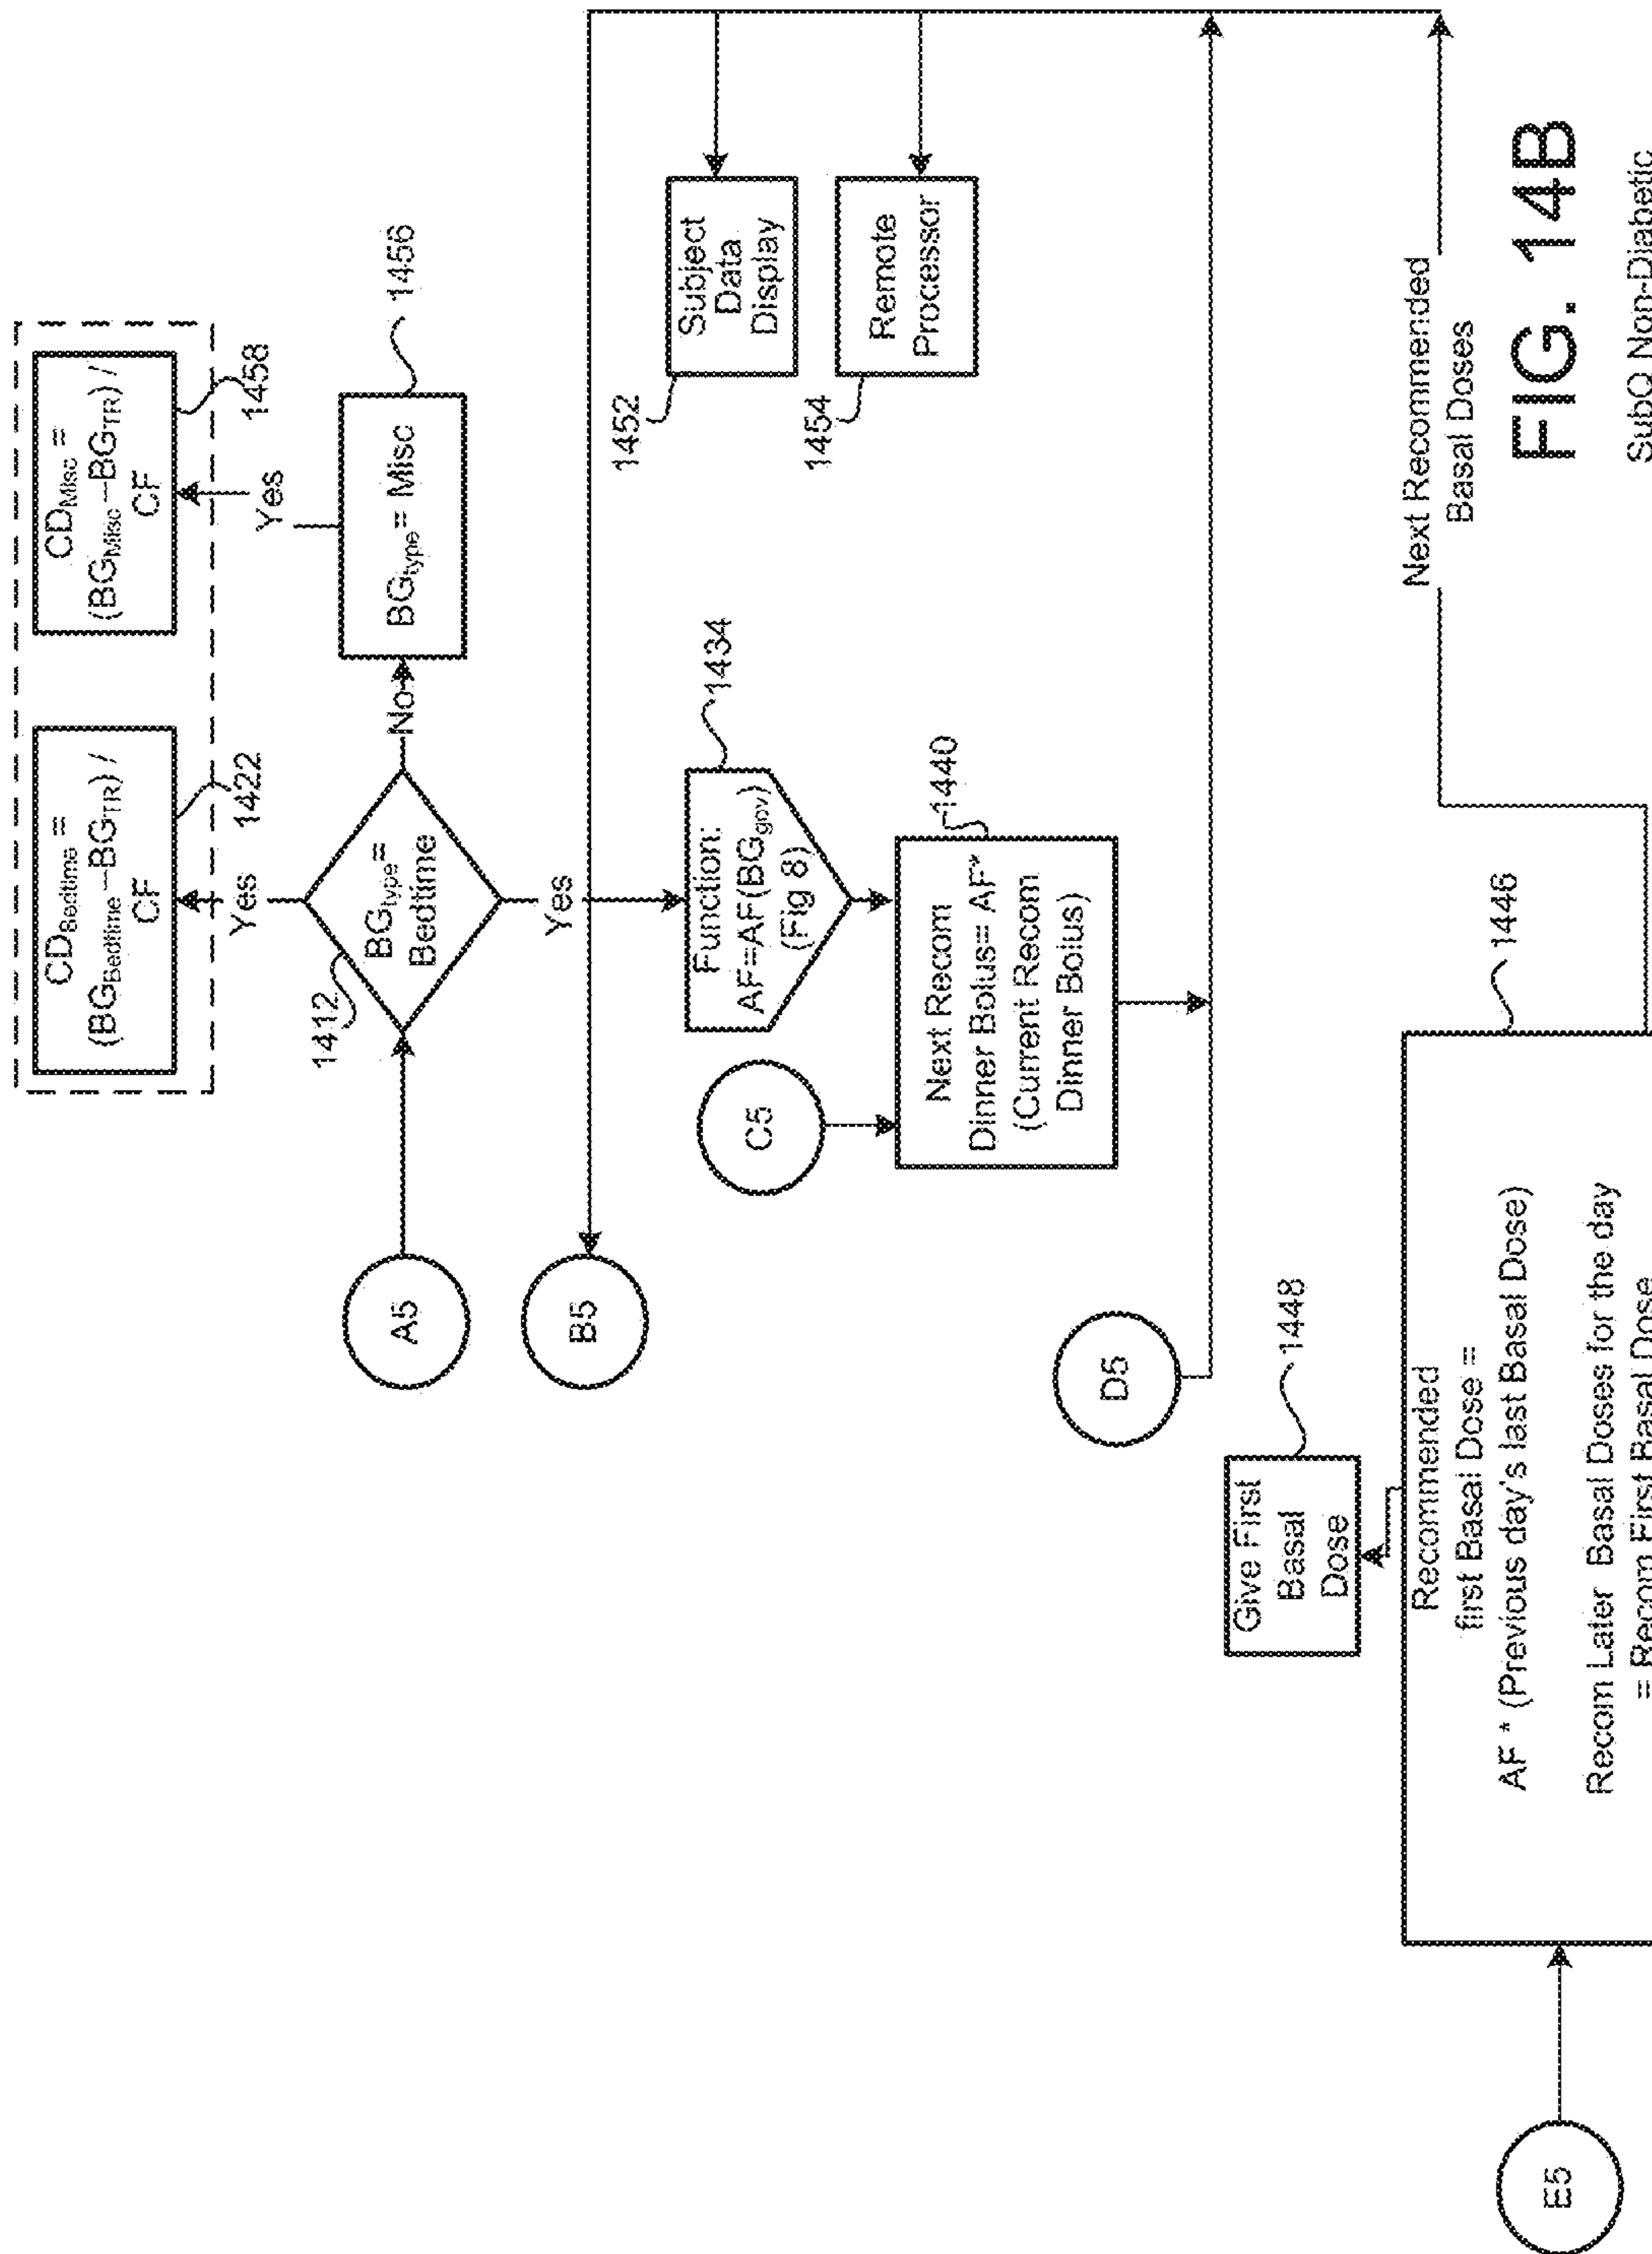 CD_Bedtime =
(BG_Bedtime–BG_TR) /
CF
1422
CD_Misc =
(BG_Misc–BG_TR) /
CF
1458
Yes
Yes
A5
1412
BG_type=
Bedtime
No
BG_type= Misc
1456
Yes
B5
C5
Function:
AF=AF(BG_gov)
(Fig 8)
1434
Next Recom
Dinner Bolus= AF*
(Current Recom
Dinner Bolus)
1440
1452
Subject
Data
Display
1454
Remote
Processor
D5
Give First
Basal
Dose
1448
E5
Recommended
first Basal Dose =
AF * (Previous day's last Basal Dose)
Recom Later Basal Doses for the day
= Recom First Basal Dose
1446
Next Recommended
Basal Doses
FIG. 14B
SubQ Non-Diabetic